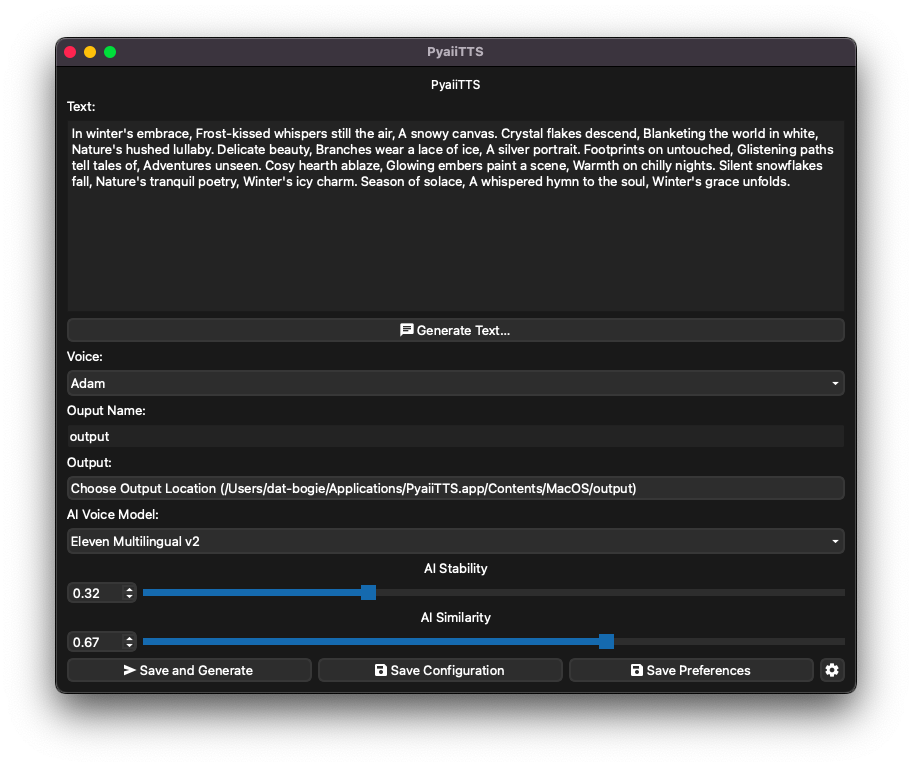 PyaiiTTS
PyaiiTTS
Text:
In winter's embrace, Frost-kissed whispers still the air, A snowy canvas. Crystal flakes descend, Blanketing the world in white,
Nature's hushed lullaby. Delicate beauty, Branches wear a lace of ice, A silver portrait. Footprints on untouched, Glistening paths
tell tales of, Adventures unseen. Cosy hearth ablaze, Glowing embers paint a scene, Warmth on chilly nights. Silent snowflakes
fall, Nature's tranquil poetry, Winter's icy charm. Season of solace, A whispered hymn to the soul, Winter's grace unfolds.
Generate Text...
Voice:
Adam
Ouput Name:
output
Output:
Choose Output Location (/Users/dat-bogie/Applications/PyaiiTTS.app/Contents/MacOS/output)
AI Voice Model:
Eleven Multilingual v2
AI Stability
0.32
AI Similarity
0.67
Save and Generate
Save Configuration
Save Preferences